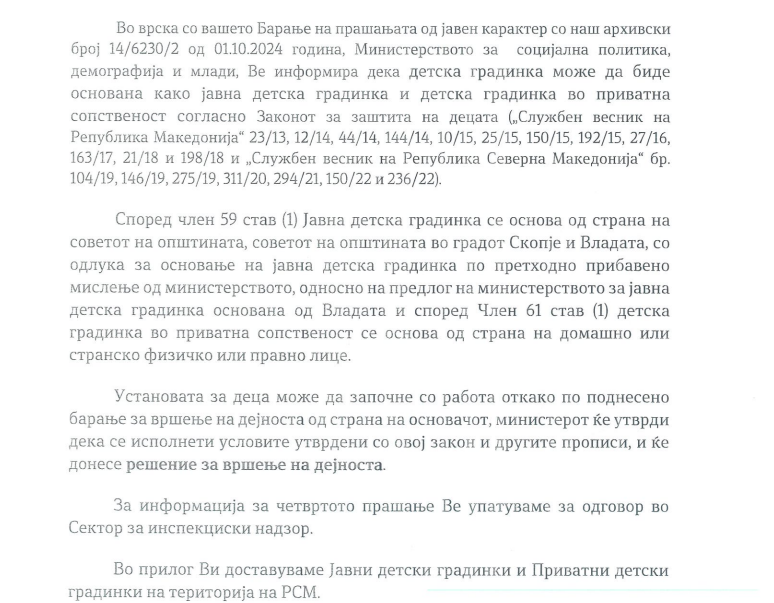 Во врска со вашето Барање на прашањата од јавен карактер со наш архивски
број 14/6230/2 од 01.10.2024 година, Министерството за социјална политика,
демографија и млади, Ве информира дека детска градинка може да биде
основана како јавна детска градинка и детска градинка во приватна
сопственост согласно Законот за заштита на децата („Службен весник на
Република Македонија“ 23/13, 12/14, 44/14, 144/14, 10/15, 25/15, 150/15, 192/15, 27/16,
163/17, 21/18 и 198/18 и „Службен весник на Република Северна Македонија“ бр.
104/19, 146/19, 275/19, 311/20, 294/21, 150/22 и 236/22).
Според член 59 став (1) Јавна детска градинка се основа од страна на
советот на општината, советот на општината во градот Скопје и Владата, со
одлука за основање на јавна детска градинка по претходно прибавено
мислење од министерството, односно на предлог на министерството за јавна
детска градинка основана од Владата и според Член 61 став (1) детска
градинка во приватна сопственост се основа од страна на домашно или
странско физичко или правно лице.
Установата за деца може да започне со работа откако по поднесено
барање за вршење на дејноста од страна на основачот, министерот ќе утврди
дека се исполнети условите утврдени со овој закон и другите прописи, и ќе
донесе решение за вршење на дејноста.
За информација за четвртото прашање Ве упатуваме за одговор во
Сектор за инспекциски надзор.
Во прилог Ви доставуваме Јавни детски градинки и Приватни детски
градинки на територија на РСМ.